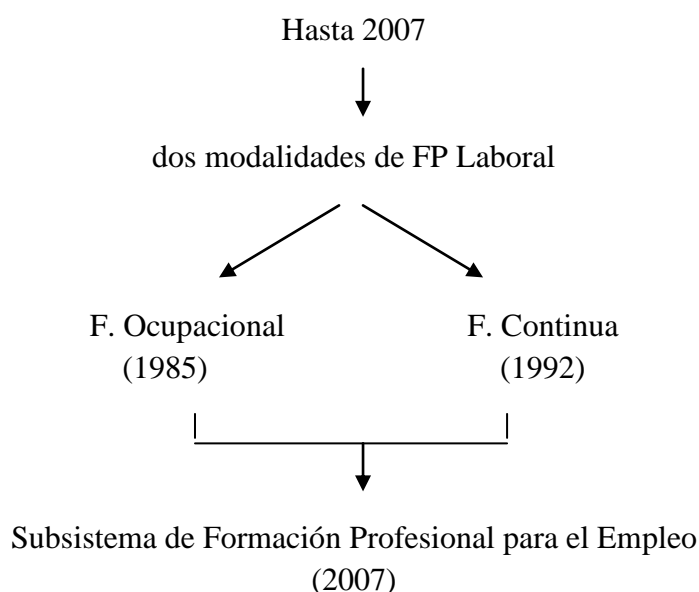 Hasta 2007
dos modalidades de FP Laboral
F. Ocupacional
(1985)
F. Continua
(1992)
Subsistema de Formación Profesional para el Empleo
(2007)